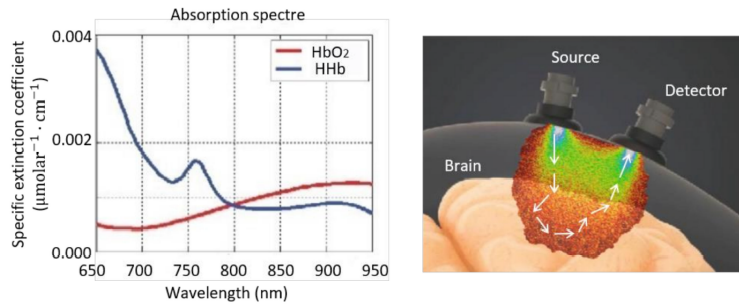 Absorption spectre
Specific extinction coefficient
(μmolar⁻¹ · cm⁻¹)
0.004
0.002
0.000
HbO₂
HHb
650 700 750 800 850 900 950
Wavelength (nm)
Source
Detector
Brain